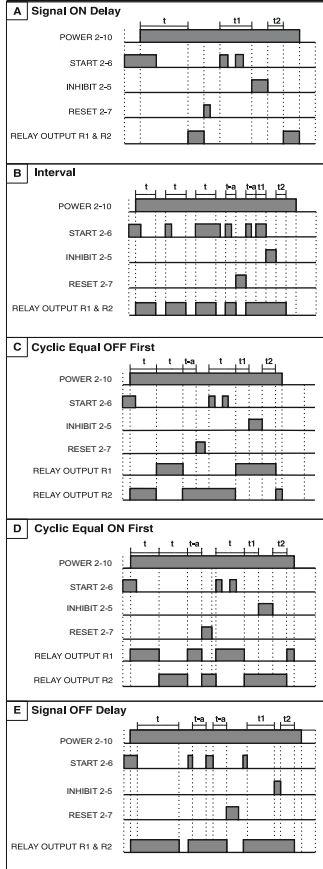 A Signal ON Delay
t t1 t2
POWER 2-10
START 2-6
INHIBIT 2-5
RESET 2-7
RELAY OUTPUT R1 & R2
B Interval
t t t t-a t-a t1 t2
POWER 2-10
START 2-6
INHIBIT 2-5
RESET 2-7
RELAY OUTPUT R1 & R2
C Cyclic Equal OFF First
t t t-a t t1 t2
POWER 2-10
START 2-6
INHIBIT 2-5
RESET 2-7
RELAY OUTPUT R1
RELAY OUTPUT R2
D Cyclic Equal ON First
t t t-a t t1 t2
POWER 2-10
START 2-6
INHIBIT 2-5
RESET 2-7
RELAY OUTPUT R1
RELAY OUTPUT R2
E Signal OFF Delay
t t-a t-a t1 t2
POWER 2-10
START 2-6
INHIBIT 2-5
RESET 2-7
RELAY OUTPUT R1 & R2